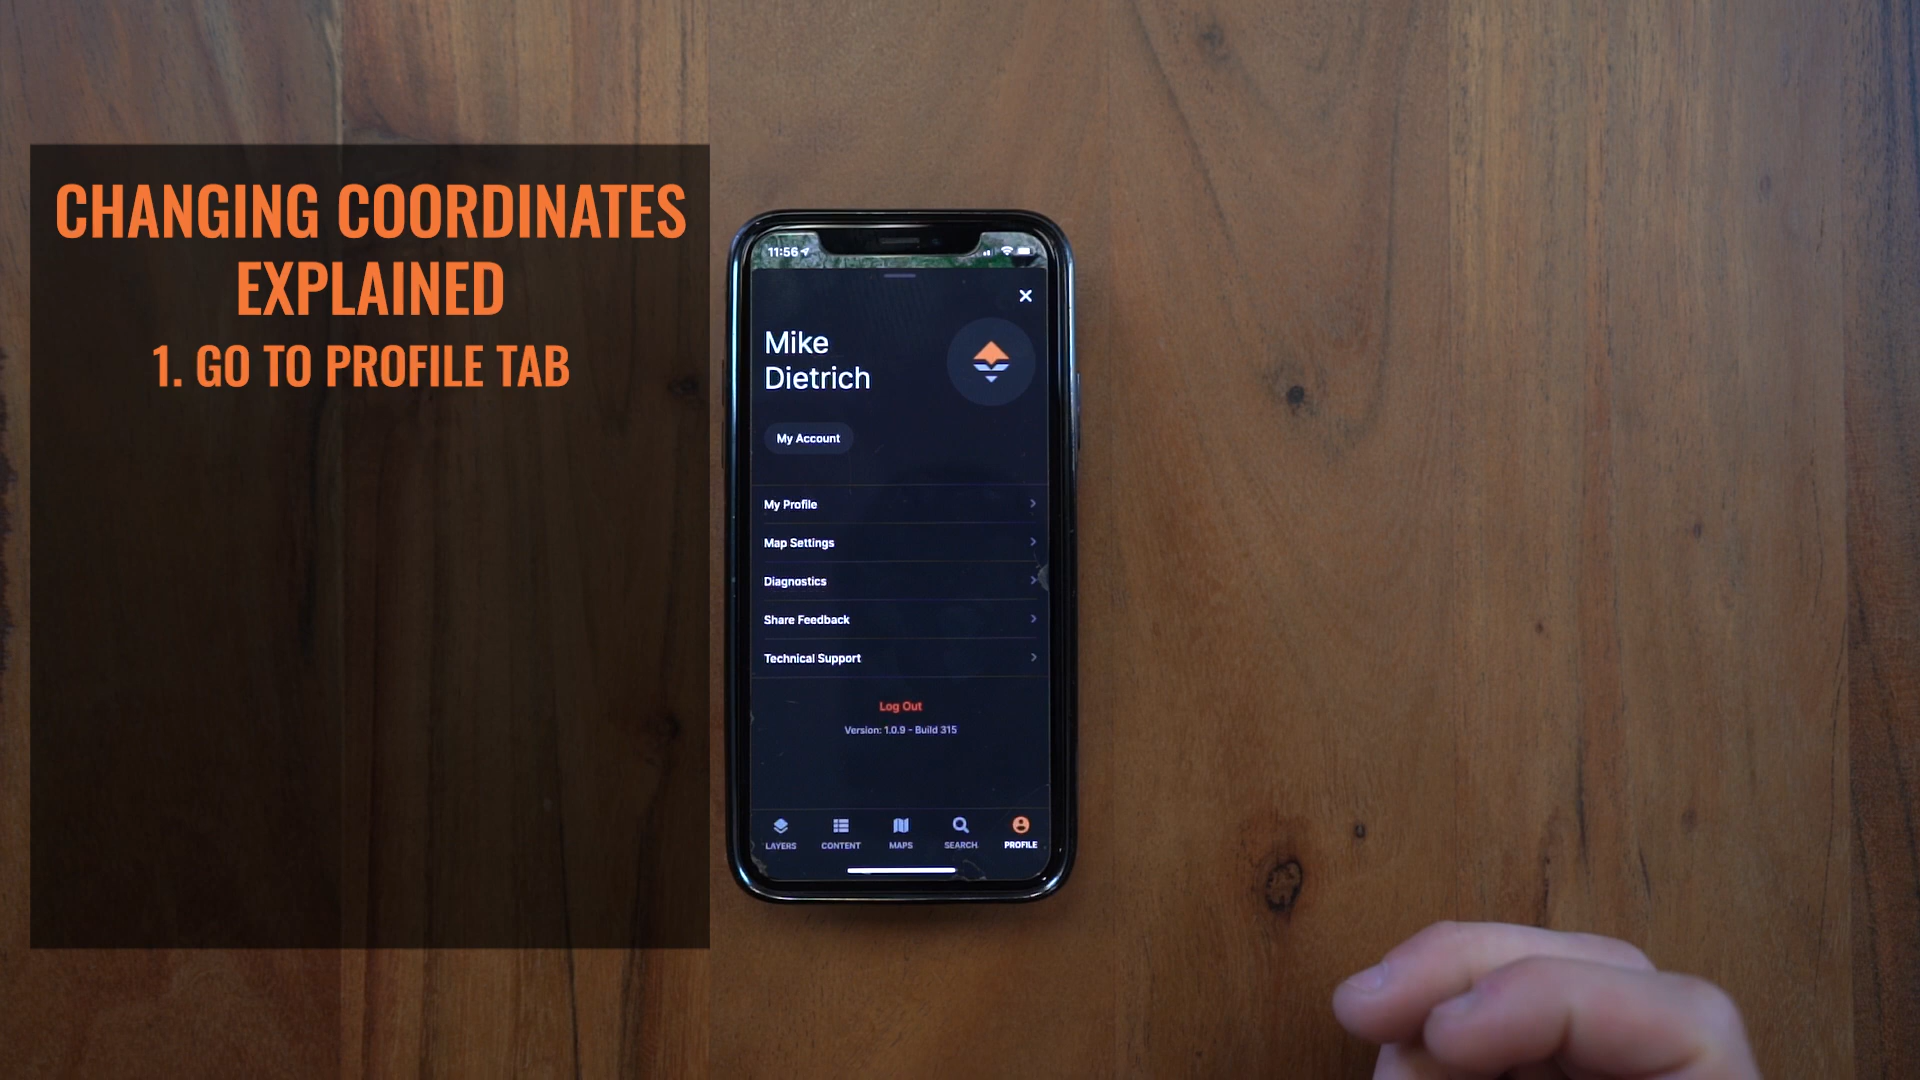 CHANGING COORDINATES
EXPLAINED
1. GO TO PROFILE TAB
11:56
Mike
Dietrich
My Account
My Profile
Map Settings
Diagnostics
Share Feedback
Technical Support
Log Out
Version: 1.0.9 - Build 315
LAYERS
CONTENT
MAPS
SEARCH
PROFILE